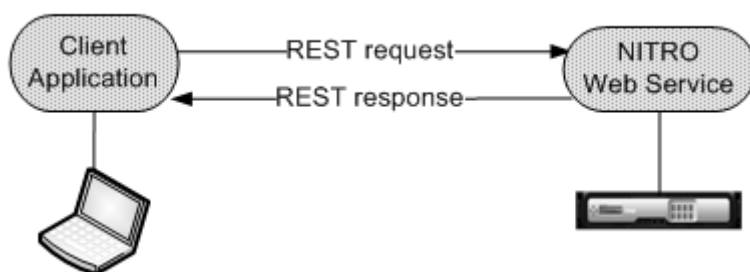 Client
Application
REST request
REST response
NITRO
Web Service